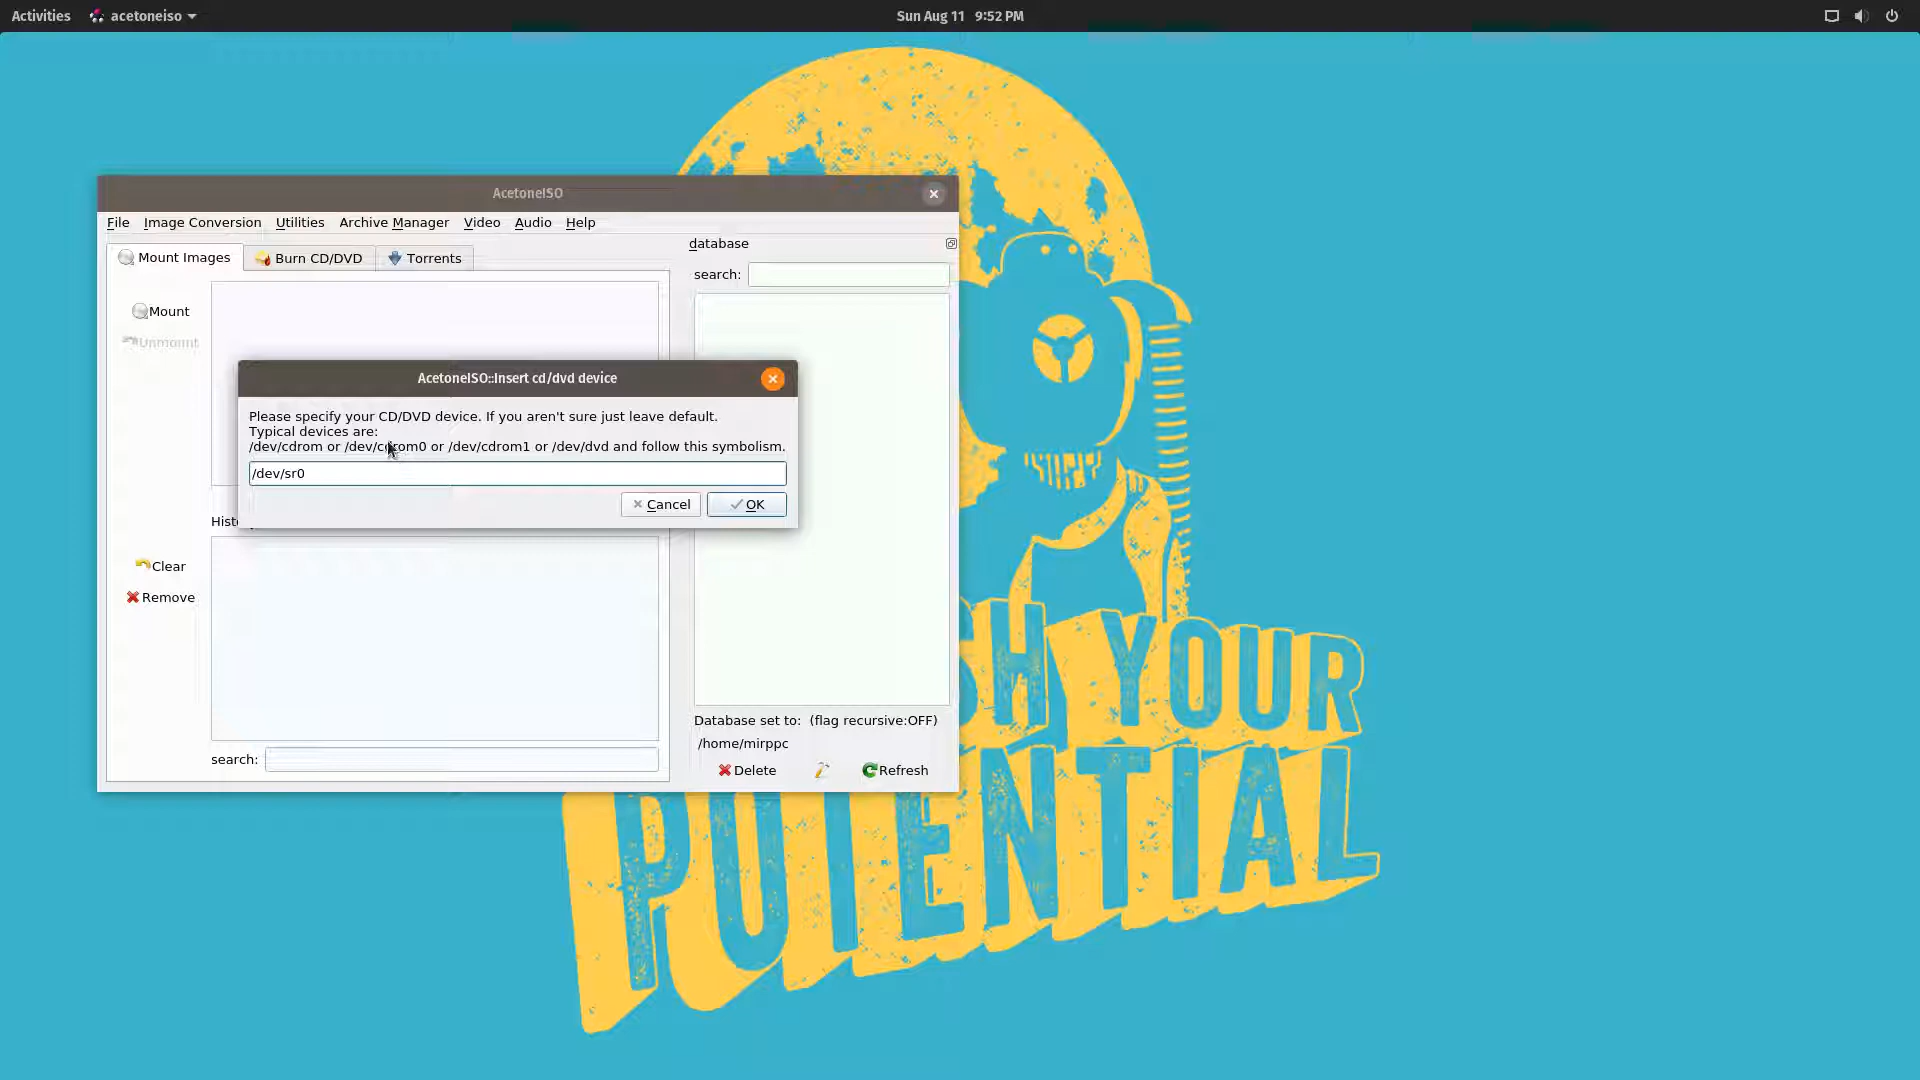 Activities
acetoneiso
Sun Aug 11 9:52 PM
AcetoneISO
File Image Conversion Utilities Archive Manager Video Audio Help
Mount Images Burn CD/DVD Torrents
Mount
Unmount
database
search:
AcetoneISO::Insert cd/dvd device
Please specify your CD/DVD device. If you aren't sure just leave default.
Typical devices are:
/dev/cdrom or /dev/cdrom0 or /dev/cdrom1 or /dev/dvd and follow this symbolism.
/dev/sr0
Cancel OK
Clear
Remove
search:
Database set to: (flag recursive:OFF)
/home/mirppc
Delete Refresh
YOUR
POTENTIAL